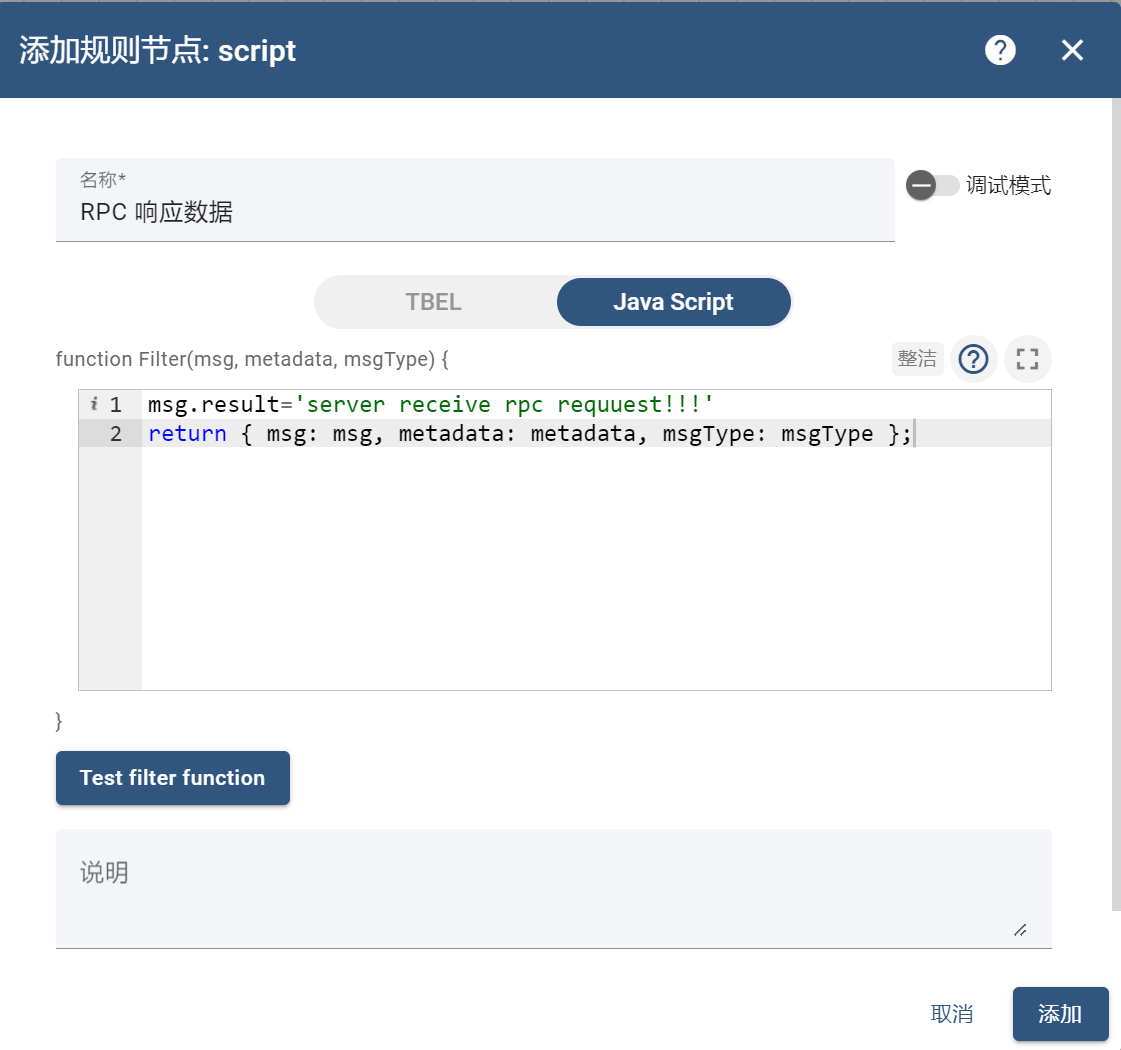 添加规则节点: script
?
名称*
RPC 响应数据
调试模式
TBEL
Java Script
function Filter(msg, metadata, msgType) {
整洁
?
i 1 msg.result='server receive rpc requuest!!!'
2 return { msg: msg, metadata: metadata, msgType: msgType };
}
Test filter function
说明
取消
添加